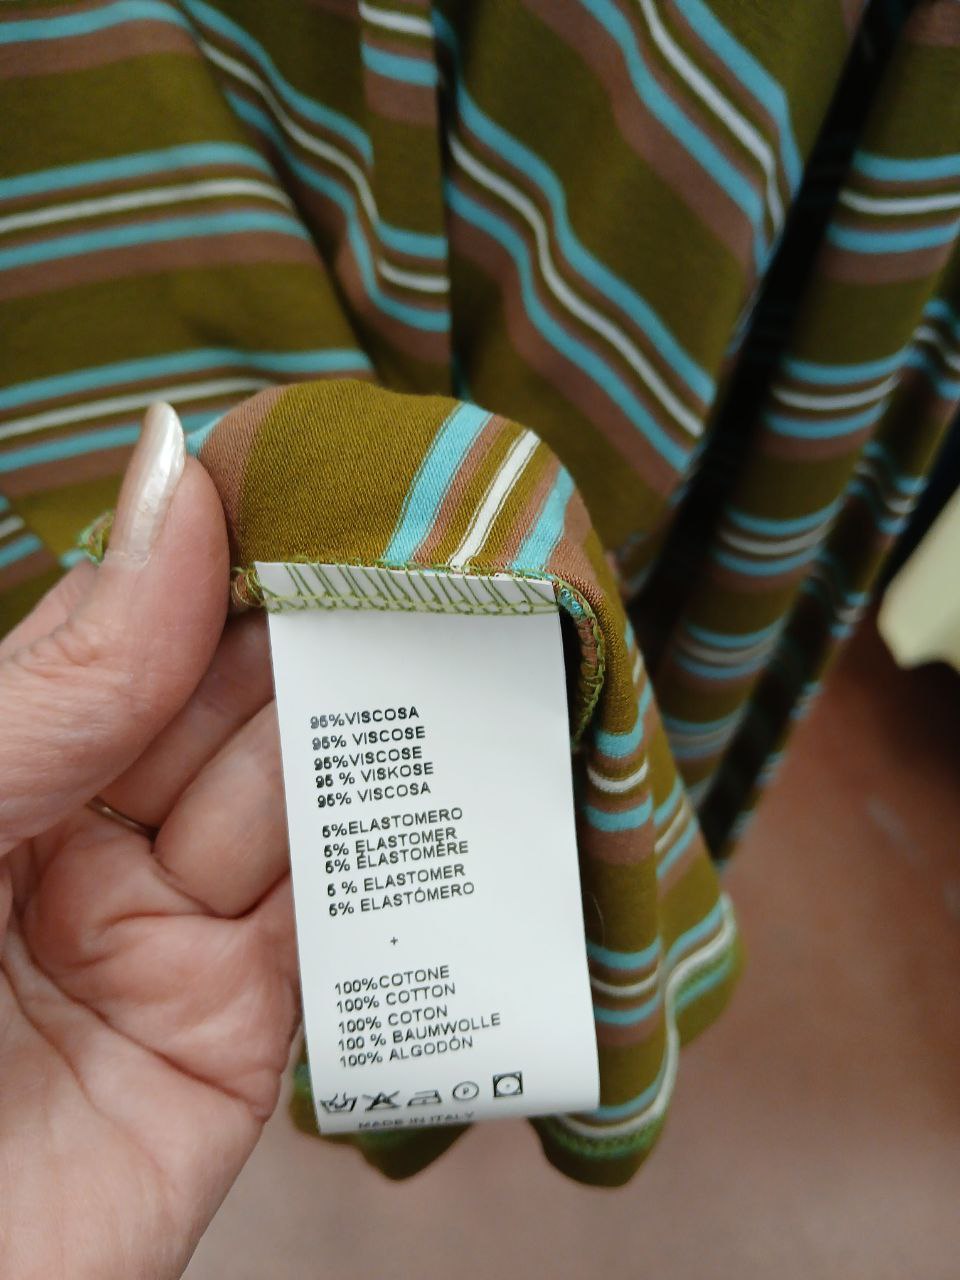 95%VISCOSA
95% VISCOSE
95%VISCOSE
95 % VISKOSE
95% VISCOSA
5%ELASTOMERO
5% ELASTOMER
5% ÉLASTOMÈRE
5 % ELASTOMER
5% ELASTÓMERO
+
100%COTONE
100% COTTON
100% COTON
100 % BAUMWOLLE
100% ALGODÓN
P
MADE IN ITALY